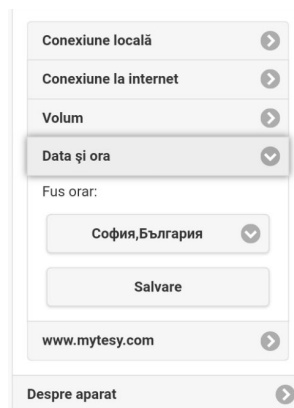 Conexiune locală
Conexiune la internet
Volum
Data şi ora
Fus orar:
София,България
Salvare
www.mytesy.com
Despre aparat